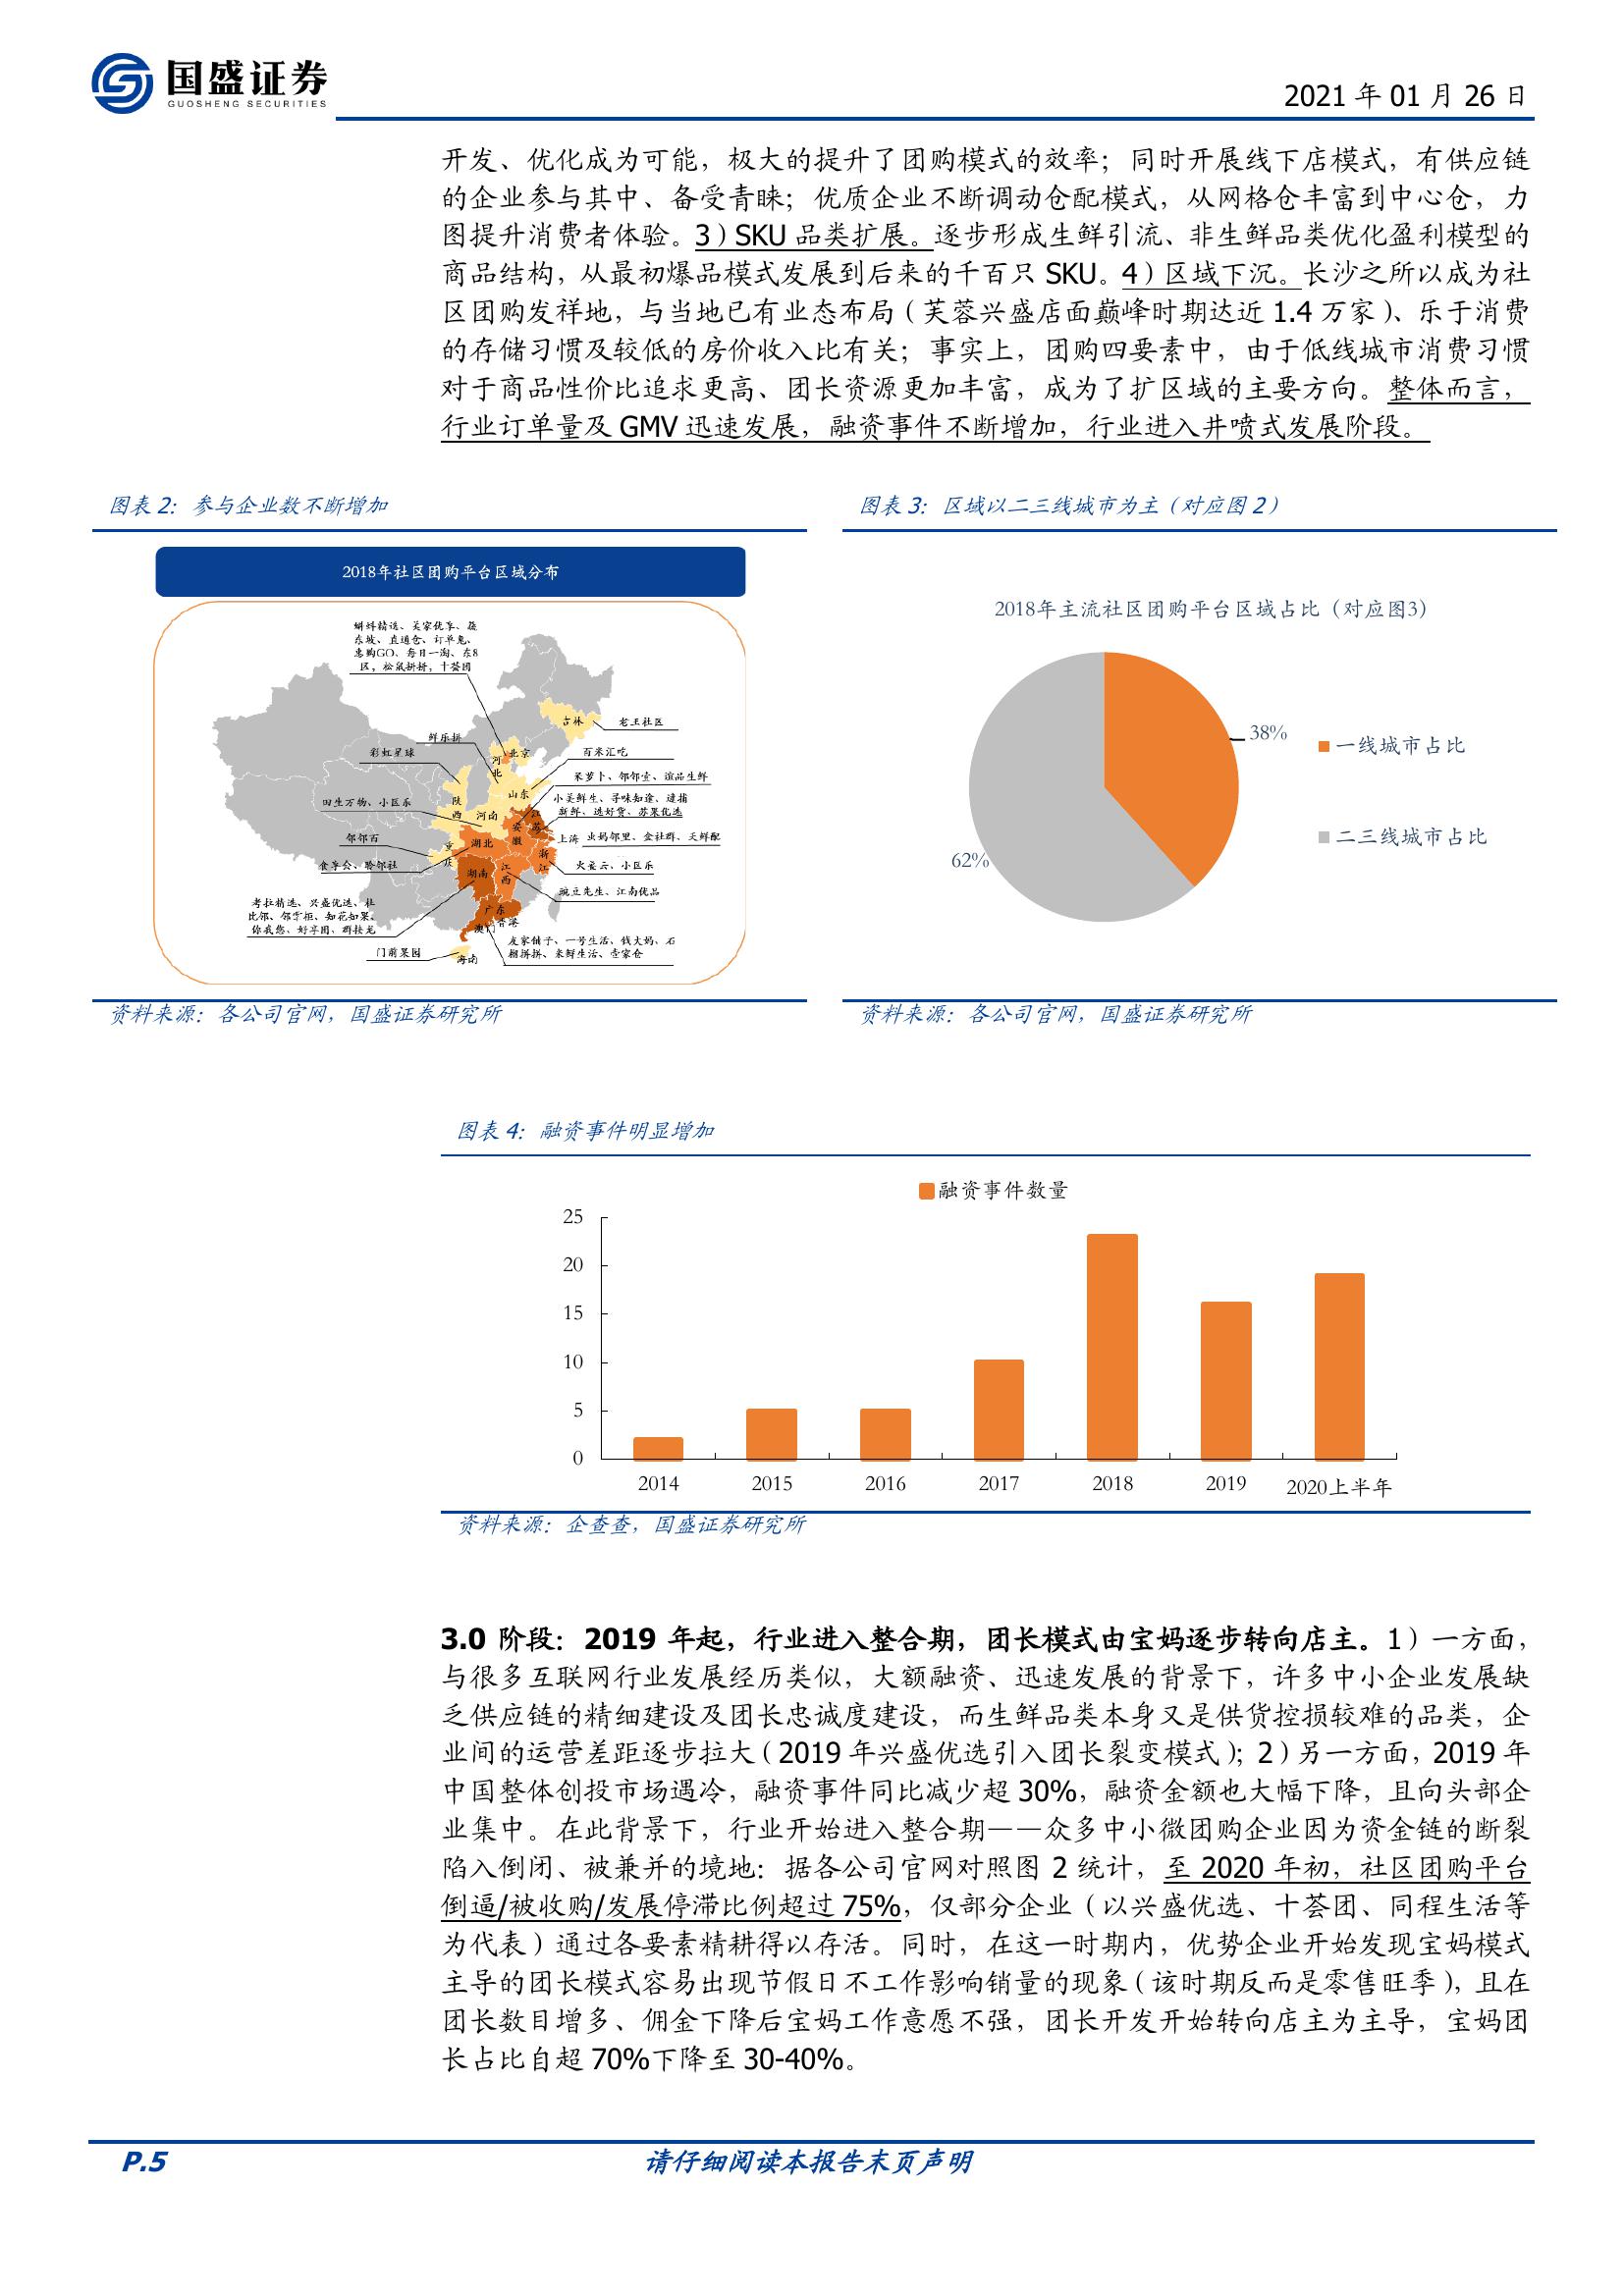 国盛证券
GUOSHENG SECURITIES
2021 年 01 月 26 日
开发、优化成为可能，极大的提升了团购模式的效率；同时开展线下店模式，有供应链
的企业参与其中、备受青睐；优质企业不断调动仓配模式，从网格仓丰富到中心仓，力
图提升消费者体验。3）SKU 品类扩展。逐步形成生鲜引流、非生鲜品类优化盈利模型的
商品结构，从最初爆品模式发展到后来的千百只 SKU。4）区域下沉。长沙之所以成为社
区团购发祥地，与当地已有业态布局（芙蓉兴盛店面巅峰时期达近 1.4 万家）、乐于消费
的存储习惯及较低的房价收入比有关；事实上，团购四要素中，由于低线城市消费习惯
对于商品性价比追求更高、团长资源更加丰富，成为了扩区域的主要方向。整体而言，
行业订单量及 GMV 迅速发展，融资事件不断增加，行业进入井喷式发展阶段。
图表 2：参与企业数不断增加
2018年社区团购平台区域分布
蝌蚪精选、美家优享、薇
东坡、直通仓、订单兔、
惠购GO、每日一淘、东8
区，松鼠拼拼，十荟团
吉林
老王社区
鲜乐拼
北京
彩虹星球
百米汇吃
河北
呆萝卜、邻邻壹、谊品生鲜
山东
陕西
田生万物、小区乐
河南
小美鲜生、寻味知途、速捕
新鲜、选好货、苏果优选
江苏
安徽
邻邻百
湖北
上海
虫妈邻里、食社群、天鲜配
重庆
食享会、聆邻社
浙江
火爱云、小区乐
湖南
江西
豌豆先生、江南优品
考拉精选、兴盛优选、杜
比邻、邻掌柜、知花知果、
你我您、好享团、群接龙
广东
澳门
香港
门前菜园
海南
友家铺子、一号生活、钱大妈、石
榴拼拼、来鲜生活、壹家仓
资料来源：各公司官网，国盛证券研究所
图表 3：区域以二三线城市为主（对应图 2）
2018年主流社区团购平台区域占比（对应图3）
38%
62%
一线城市占比
二三线城市占比
资料来源：各公司官网，国盛证券研究所
图表 4：融资事件明显增加
融资事件数量
25
20
15
10
5
0
2014
2015
2016
2017
2018
2019
2020上半年
资料来源：企查查，国盛证券研究所
3.0 阶段：2019 年起，行业进入整合期，团长模式由宝妈逐步转向店主。1）一方面，
与很多互联网行业发展经历类似，大额融资、迅速发展的背景下，许多中小企业发展缺
乏供应链的精细建设及团长忠诚度建设，而生鲜品类本身又是供货控损较难的品类，企
业间的运营差距逐步拉大（2019 年兴盛优选引入团长裂变模式）；2）另一方面，2019 年
中国整体创投市场遇冷，融资事件同比减少超 30%，融资金额也大幅下降，且向头部企
业集中。在此背景下，行业开始进入整合期——众多中小微团购企业因为资金链的断裂
陷入倒闭、被兼并的境地：据各公司官网对照图 2 统计，至 2020 年初，社区团购平台
倒逼/被收购/发展停滞比例超过 75%，仅部分企业（以兴盛优选、十荟团、同程生活等
为代表）通过各要素精耕得以存活。同时，在这一时期内，优势企业开始发现宝妈模式
主导的团长模式容易出现节假日不工作影响销量的现象（该时期反而是零售旺季），且在
团长数目增多、佣金下降后宝妈工作意愿不强，团长开发开始转向店主为主导，宝妈团
长占比自超 70%下降至 30-40%。
P.5
请仔细阅读本报告末页声明